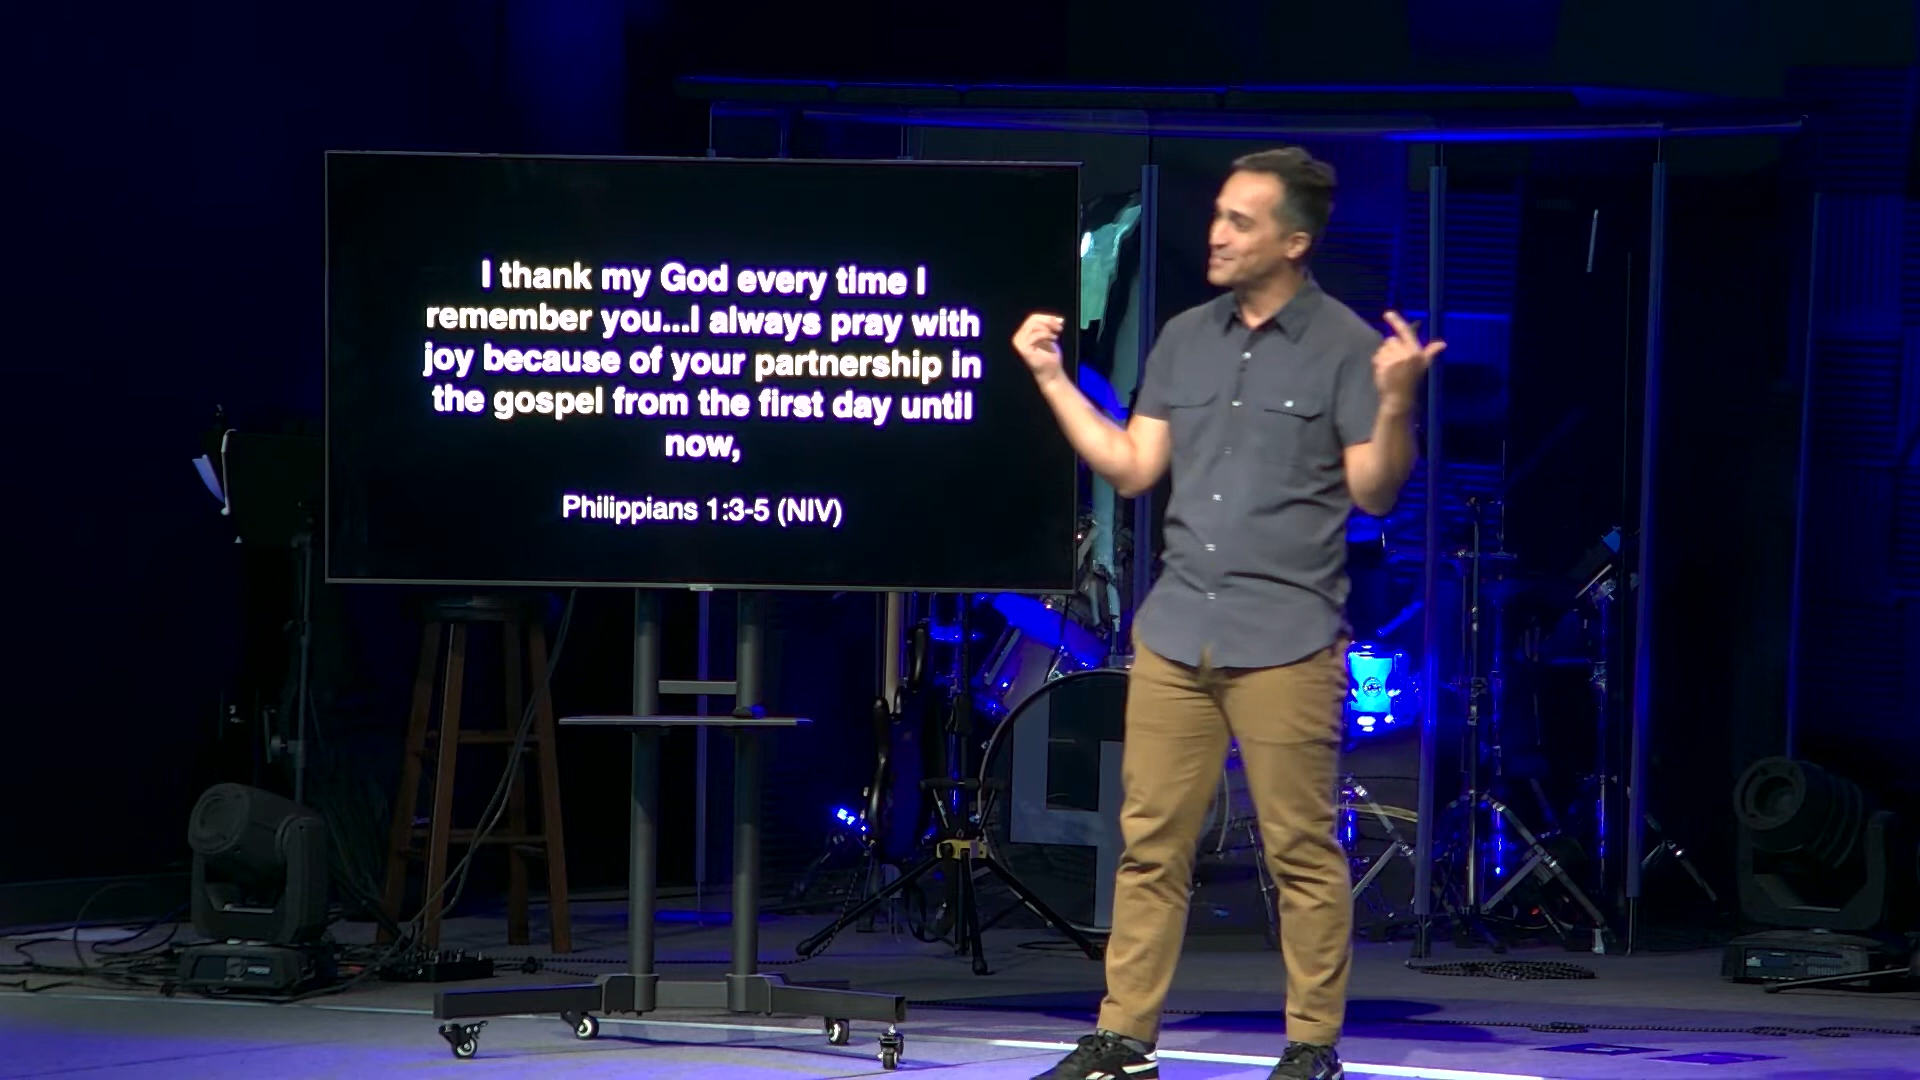 I thank my God every time I
remember you...I always pray with
joy because of your partnership in
the gospel from the first day until
now,
Philippians 1:3-5 (NIV)